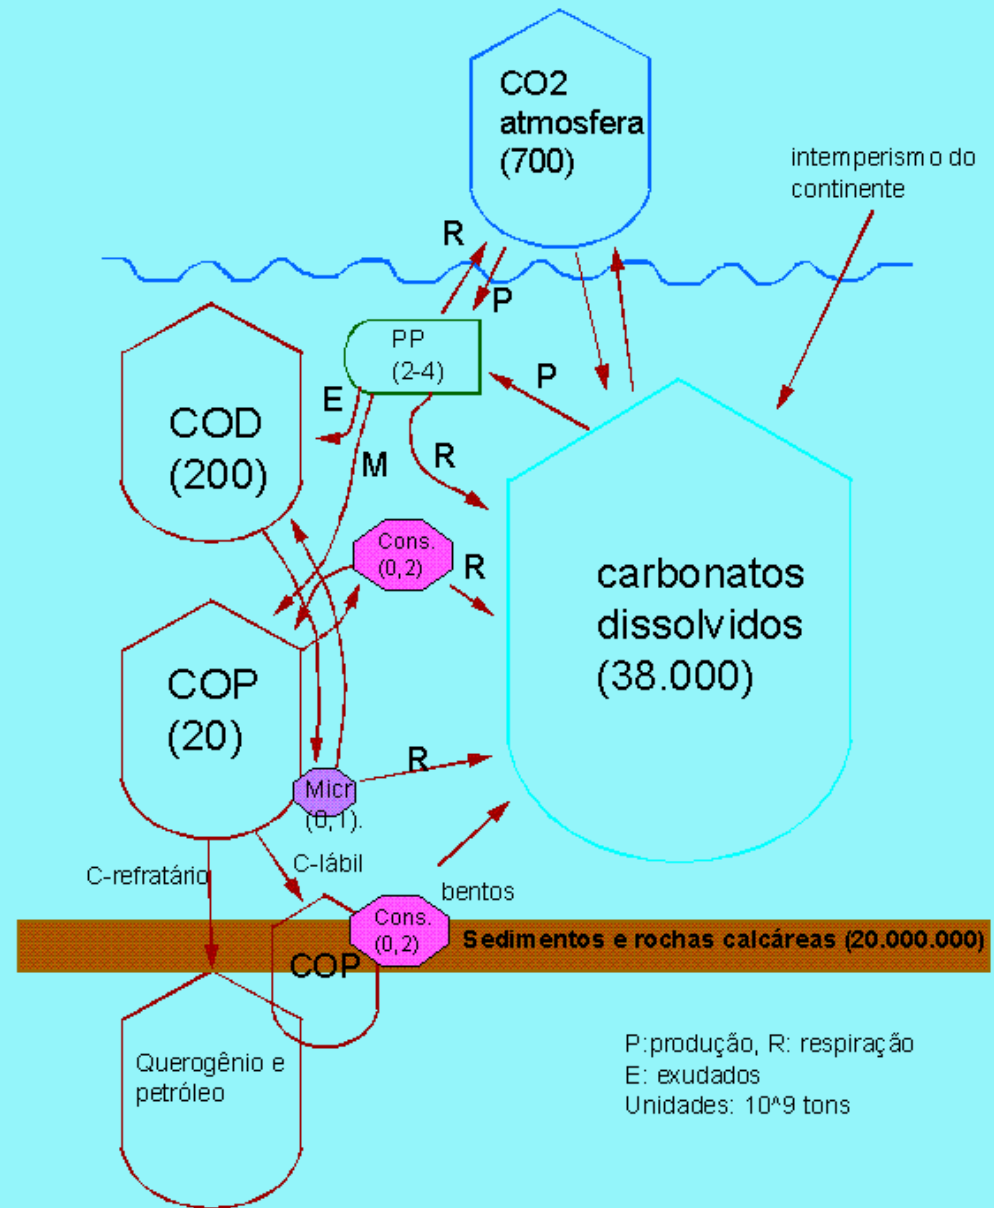 CO2
atmosfera
(700)
intemperismo do
continente
R
P
PP
(2-4)
P
E
COD
(200)
M
R
Cons.
(0,2)
R
carbonatos
dissolvidos
(38.000)
COP
(20)
R
Micr
(0,1).
C-lábil
C-refratário
bentos
Cons.
(0,2)
Sedimentos e rochas calcáreas (20.000.000)
COP
Querogênio e
petróleo
P:produção, R: respiração
E: exudados
Unidades: 10^9 tons